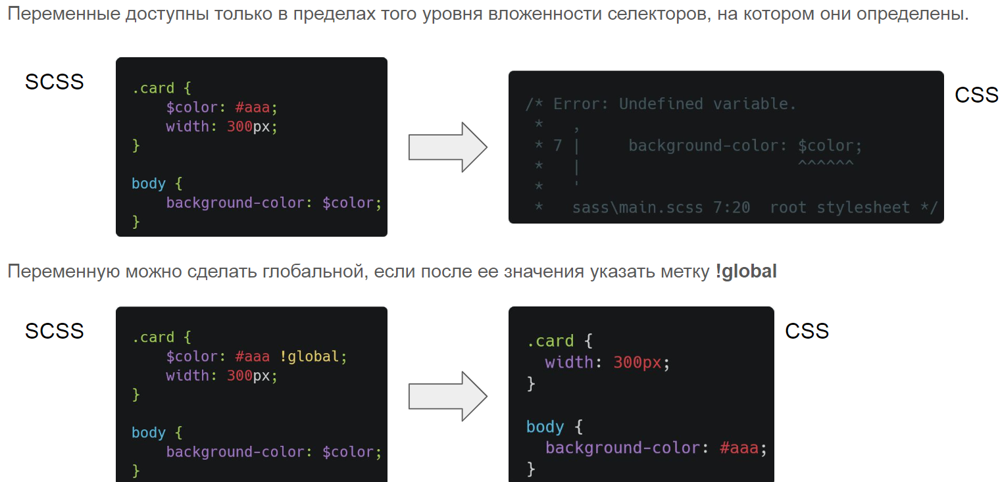 Переменные доступны только в пределах того уровня вложенности селекторов, на котором они определены.
SCSS
.card {
    $color: #aaa;
    width: 300px;
}
body {
    background-color: $color;
}
/* Error: Undefined variable.
 *   ,
 * 7 |     background-color: $color;
 *   |                       ^^^^^^
 *   '
 *   sass\main.scss 7:20  root stylesheet */
CSS
Переменную можно сделать глобальной, если после ее значения указать метку !global
SCSS
.card {
    $color: #aaa !global;
    width: 300px;
}
body {
    background-color: $color;
}
.card {
  width: 300px;
}
body {
  background-color: #aaa;
}
CSS